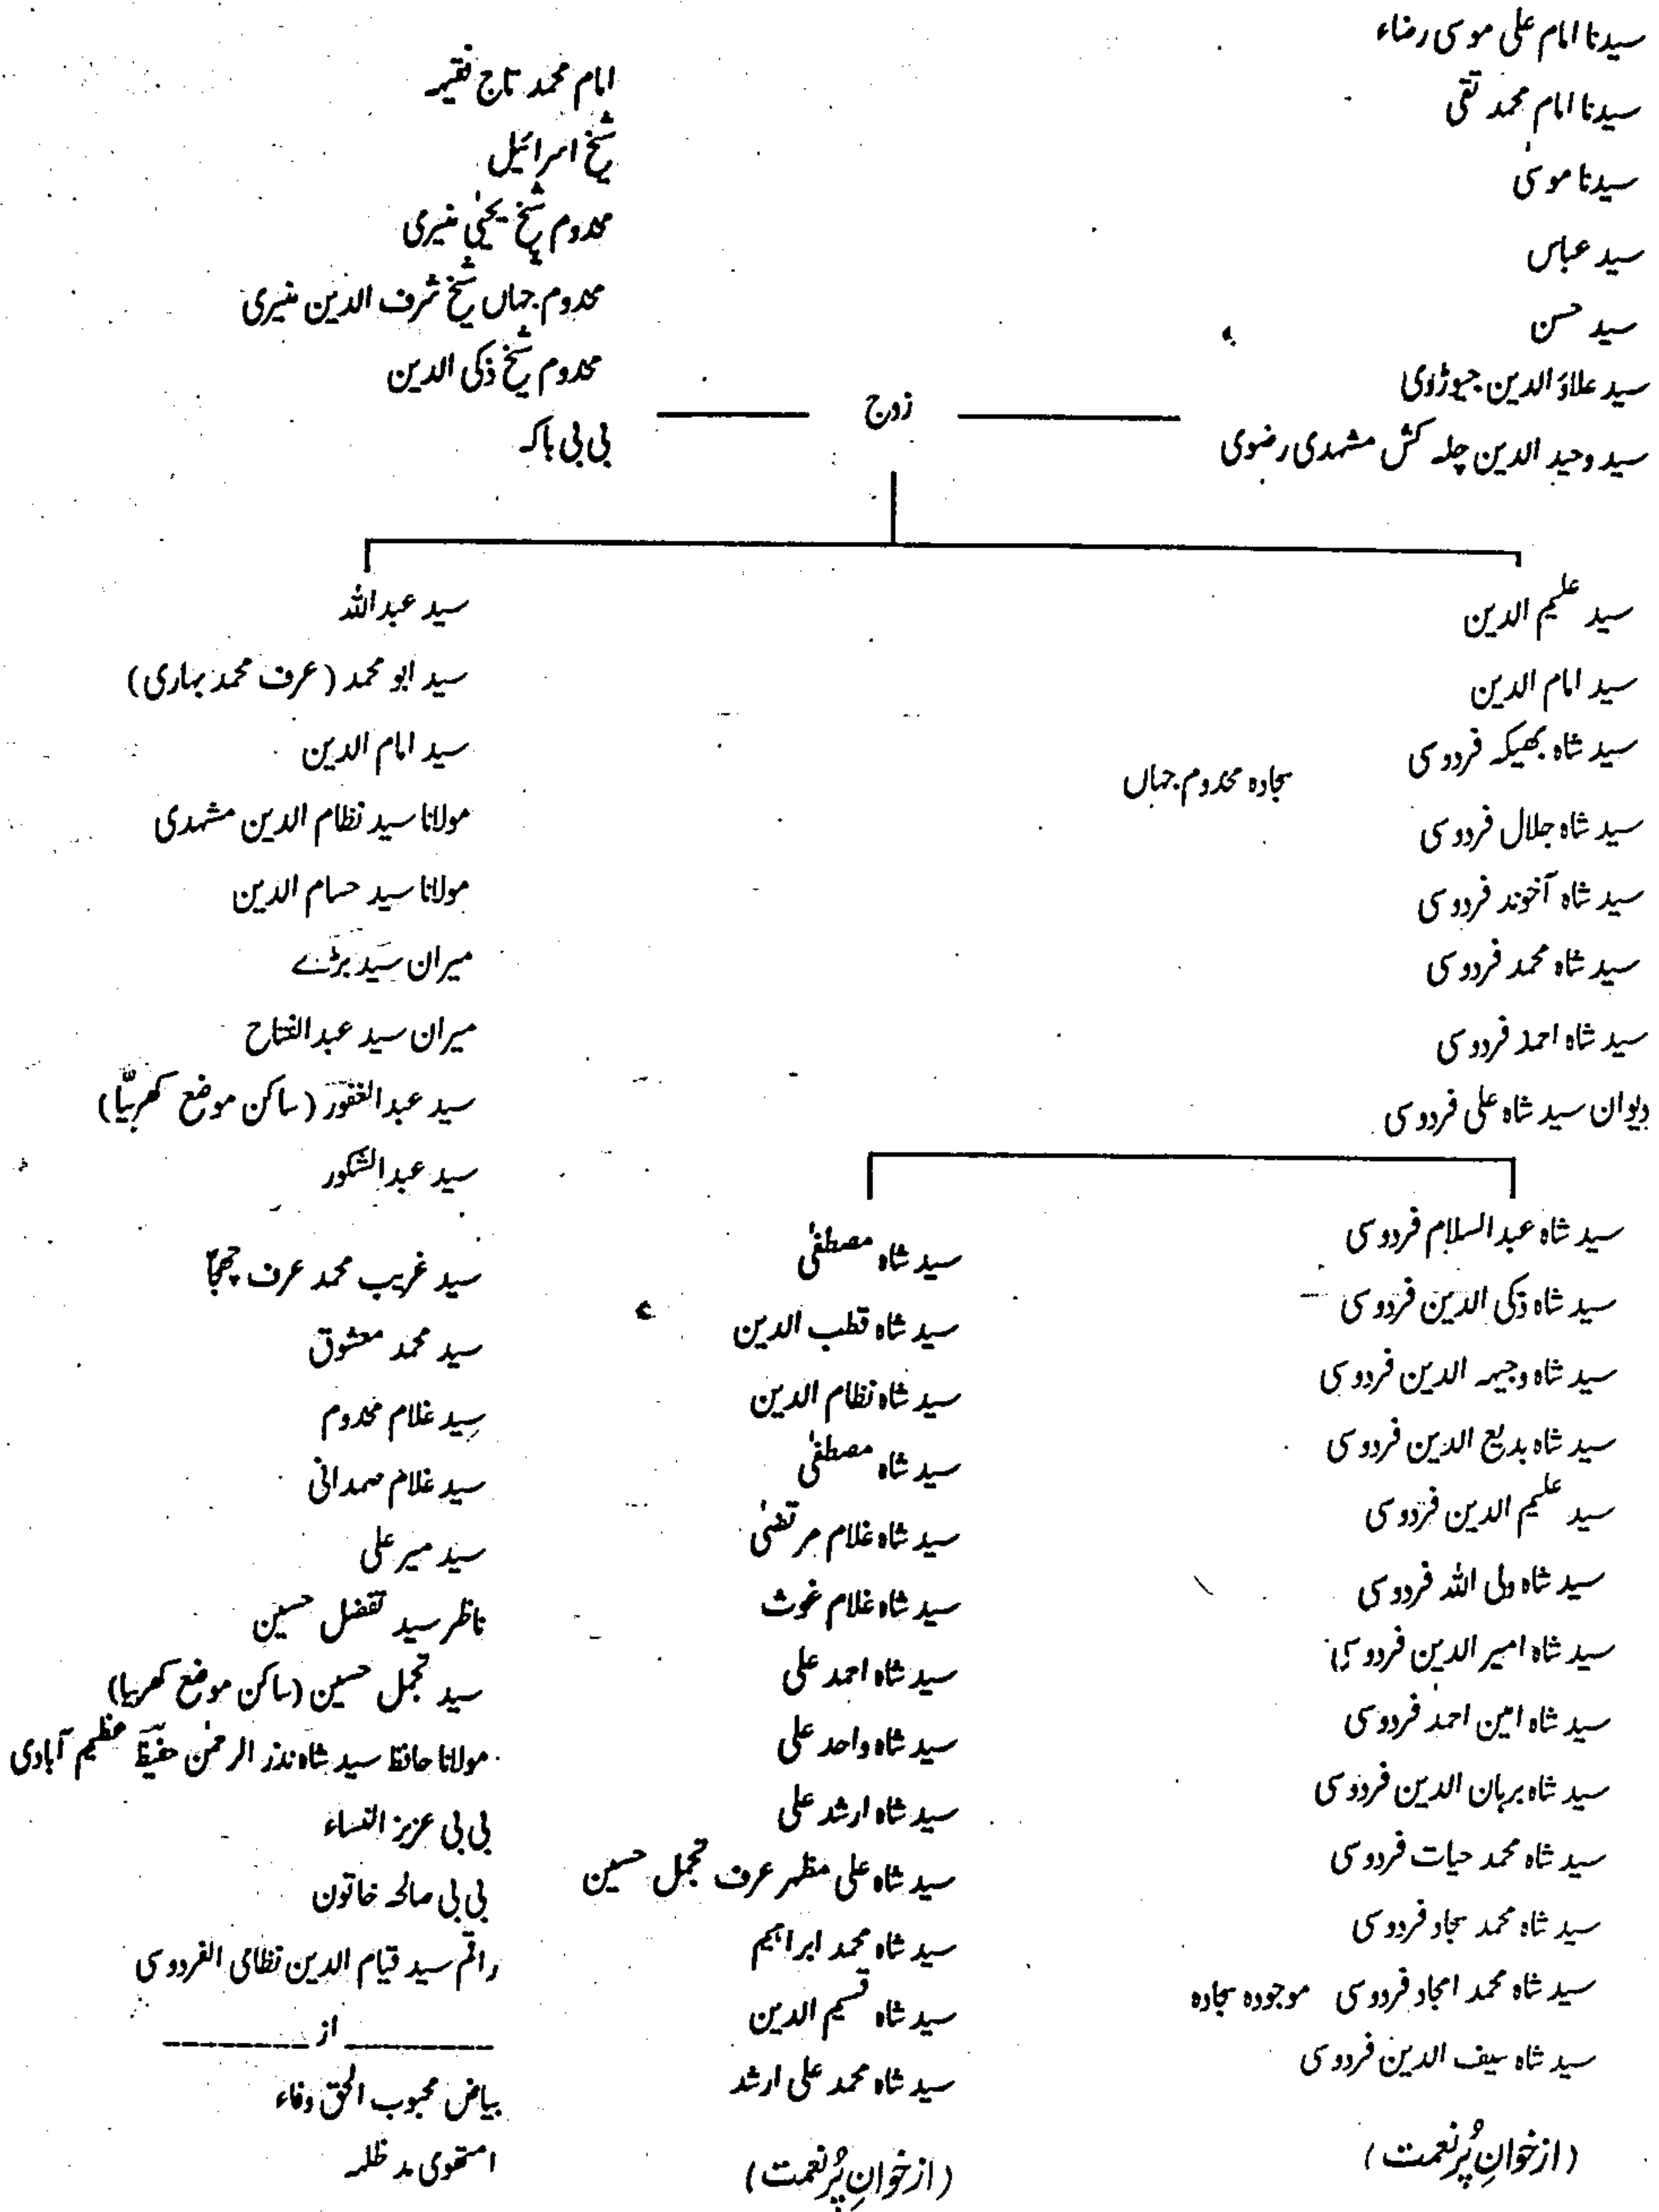 سیدنا امام علی موسی رضاء
سیدنا امام محمد تقی
سیدنا موسیٰ
سید عباس
سید حسن
سید علاؤ الدین جیوڑوی
سید وحید الدین چلہ کش مشہدی رضوی
زوج
امام محمد تاج فقیہہ
شیخ اسرائیل
مخدوم شیخ یحیٰی منیری
مخدوم جہاں شیخ شرف الدین منیری
مخدوم شیخ ذکی الدین
بی بی باکہ
سید علیم الدین
سید امام الدین
سید شاہ بھیکہ فردوسی
سجادہ مخدوم جہاں
سید شاہ جلال فردوسی
سید شاہ آخوند فردوسی
سید شاہ محمد فردوسی
سید شاہ احمد فردوسی
دیوان سید شاہ علی فردوسی
سید شاہ عبدالسلام فردوسی
سید شاہ ذکی الدین فردوسی
سید شاہ وجیہہ الدین فردوسی
سید شاہ بدیع الدین فردوسی
سید علیم الدین فردوسی
سید شاہ ولی اللہ فردوسی
سید شاہ امیر الدین فردوسی
سید شاہ امین احمد فردوسی
سید شاہ برہان الدین فردوسی
سید شاہ محمد حیات فردوسی
سید شاہ محمد سجاد فردوسی
سید شاہ محمد امجاد فردوسی موجودہ سجادہ
سید شاہ سیف الدین فردوسی
(از خوانِ پُر نعمت)
سید شاہ مصطفیٰ
سید شاہ قطب الدین
سید شاہ نظام الدین
سید شاہ مصطفیٰ
سید شاہ غلام مرتضیٰ
سید شاہ غلام غوث
سید شاہ احمد علی
سید شاہ واحد علی
سید شاہ ارشد علی
سید شاہ علی مظہر عرف تجمل حسین
سید شاہ محمد ابراہیم
سید شاہ قسیم الدین
سید شاہ محمد علی ارشد
(از خوانِ پُر نعمت)
سید عبداللہ
سید ابو محمد (عرف محمد بہاری)
سید امام الدین
مولانا سید نظام الدین مشہدی
مولانا سید حسام الدین
میران سید بڑے
میران سید عبدالفتاح
سید عبدالغفور (ساکن موضع کھربیّا)
سید عبدالشکور
سید غریب محمد عرف چھجّا
سید محمد معشوق
سید غلام مخدوم
سید غلام صمدانی
سید میر علی
ناظر سید تفضل حسین
سید تجمل حسین (ساکن موضع کھربیا)
مولانا حافظ سید شاہ نذر الرحمٰن حفیظؔ عظیم آبادی
بی بی عزیز النساء
بی بی صالحہ خاتون
راقم سید قیام الدین نظامی الفردوسی
از
بیاض محبوب الحق وفاء
استھوی مد ظلہ